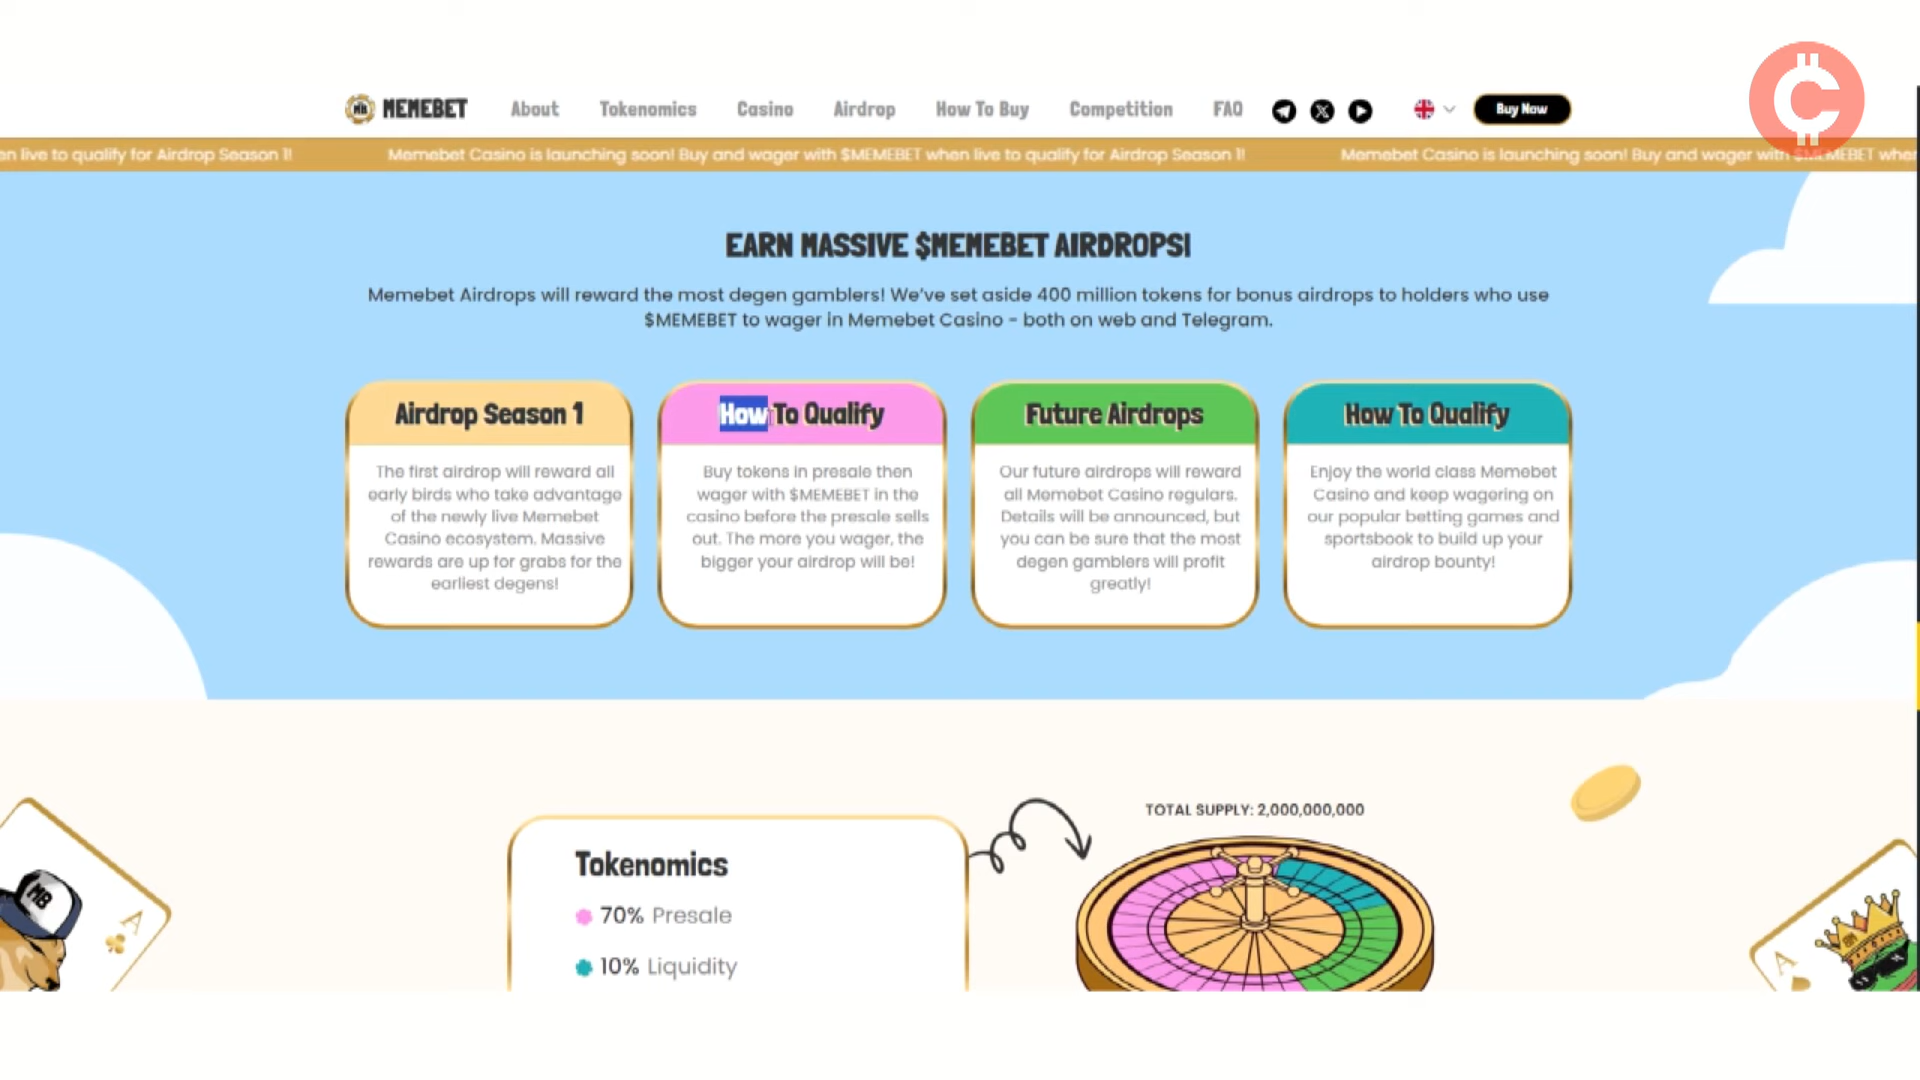 MB MEMEBET About Tokenomics Casino Airdrop How To Buy Competition FAQ Buy Now
en live to qualify for Airdrop Season 1! Memebet Casino is launching soon! Buy and wager with $MEMEBET when live to qualify for Airdrop Season 1! Memebet Casino is launching soon! Buy and wager with $MEMEBET when
EARN MASSIVE $MEMEBET AIRDROPS!
Memebet Airdrops will reward the most degen gamblers! We've set aside 400 million tokens for bonus airdrops to holders who use
$MEMEBET to wager in Memebet Casino - both on web and Telegram.
Airdrop Season 1
The first airdrop will reward all
early birds who take advantage
of the newly live Memebet
Casino ecosystem. Massive
rewards are up for grabs for the
earliest degens!
How To Qualify
Buy tokens in presale then
wager with $MEMEBET in the
casino before the presale sells
out. The more you wager, the
bigger your airdrop will be!
Future Airdrops
Our future airdrops will reward
all Memebet Casino regulars.
Details will be announced, but
you can be sure that the most
degen gamblers will profit
greatly!
How To Qualify
Enjoy the world class Memebet
Casino and keep wagering on
our popular betting games and
sportsbook to build up your
airdrop bounty!
TOTAL SUPPLY: 2,000,000,000
Tokenomics
70% Presale
10% Liquidity
MB
A
A